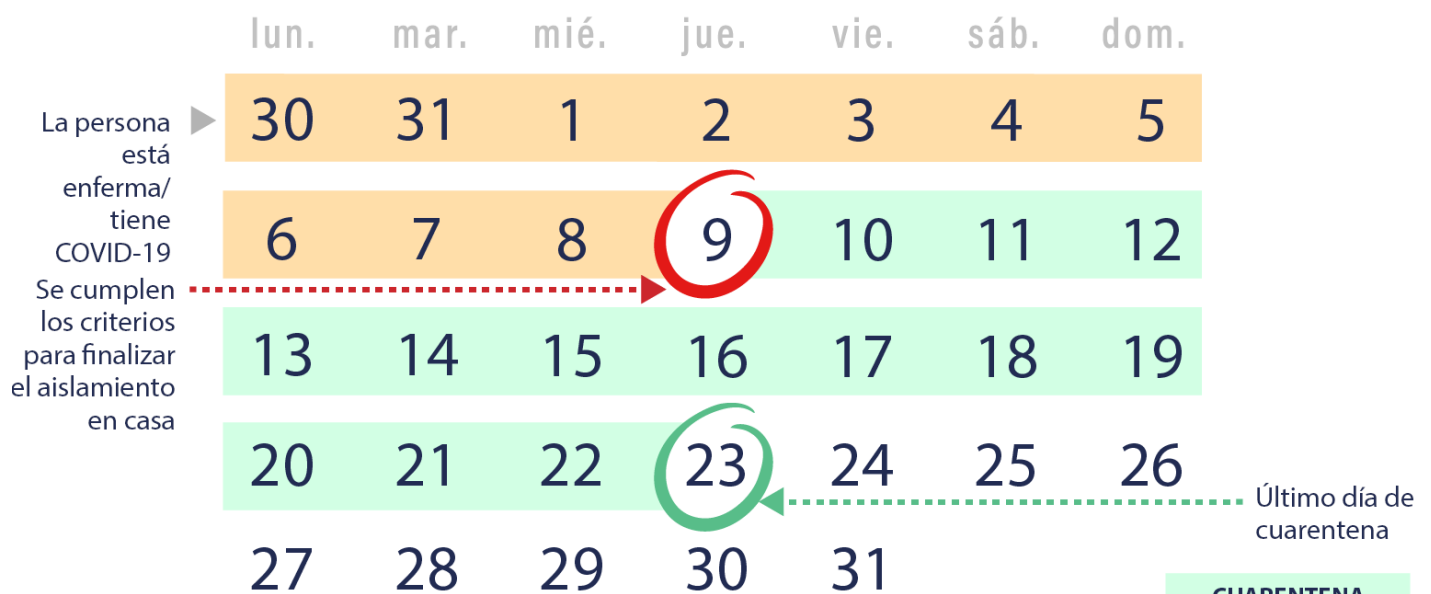 lun. mar. mié. jue. vie. sáb. dom.
30 31 1 2 3 4 5
La persona
está
enferma/
tiene
COVID-19
6 7 8 9 10 11 12
Se cumplen
los criterios
para finalizar
el aislamiento
en casa
13 14 15 16 17 18 19
20 21 22 23 24 25 26
Último día de
cuarentena
27 28 29 30 31
CUARENTENA